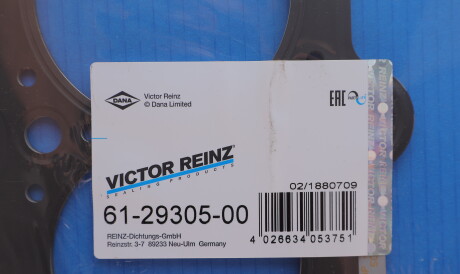 DANA
Victor Reinz
© Dana Limited
EAC
VICTOR REINZ®
SEALING PRODUCTS
61-29305-00
REINZ-Dichtungs-GmbH
Reinzstr. 3-7 89233 Neu-Ulm Germany
02/1880709
4 026634 053751